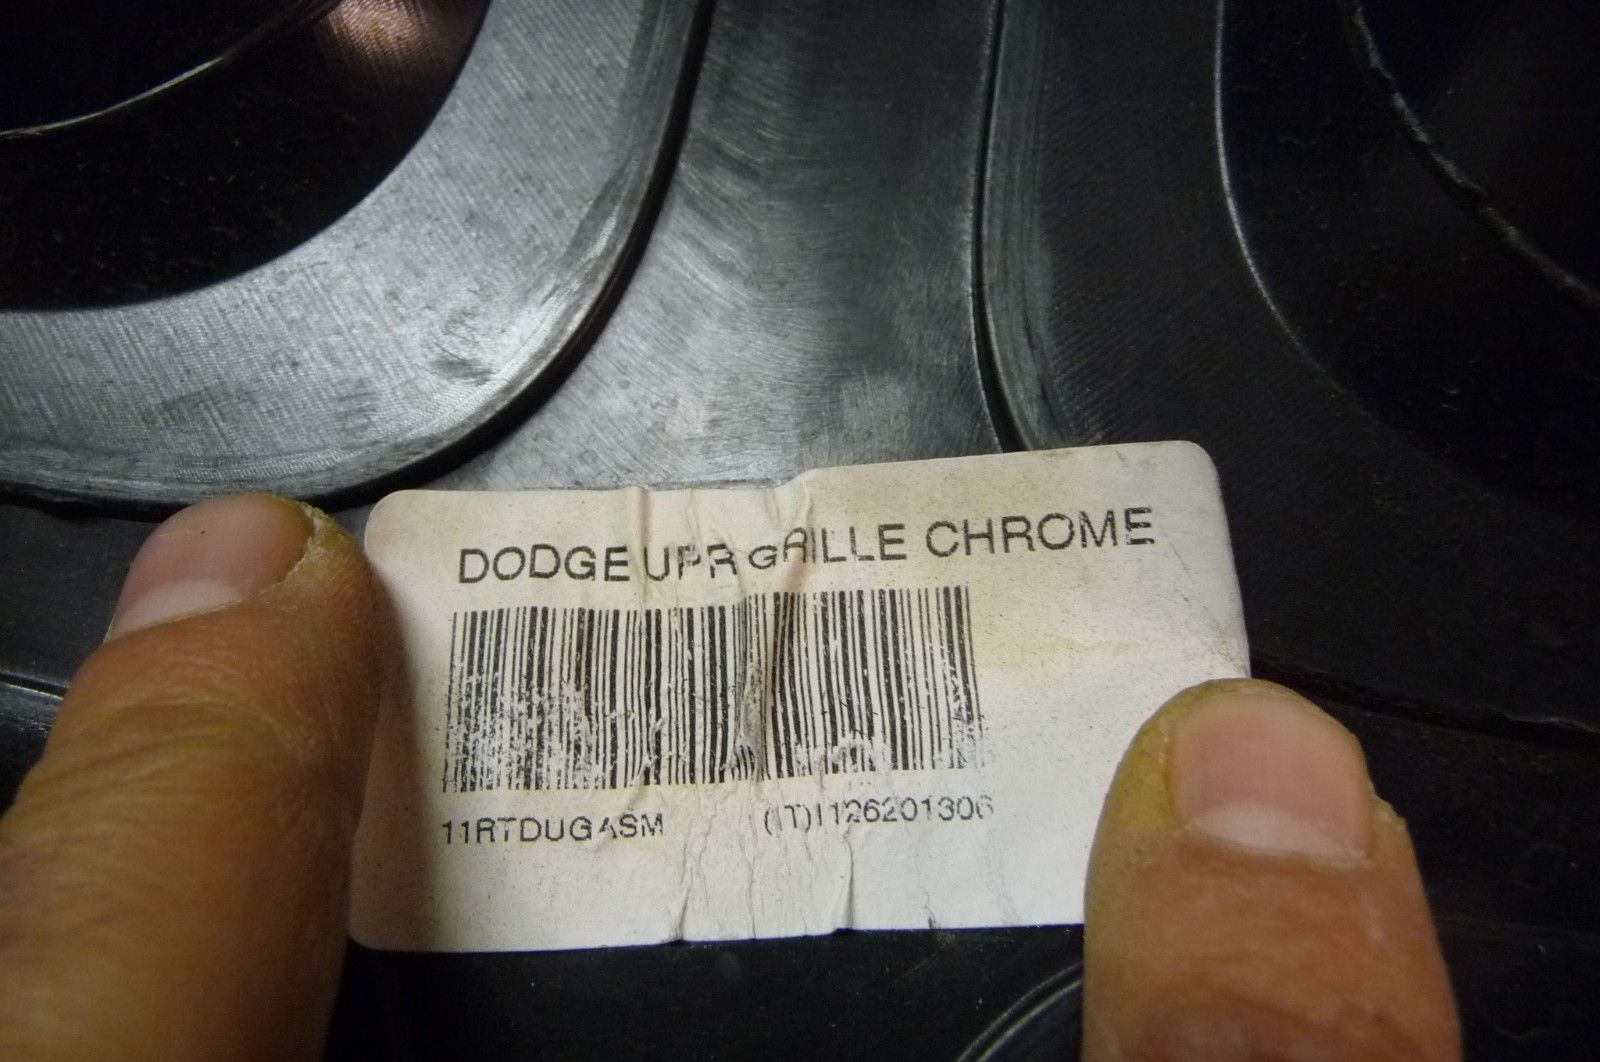 DODGE UPR GRILLE CHROME
11RTDUGASM (1T)1126201306